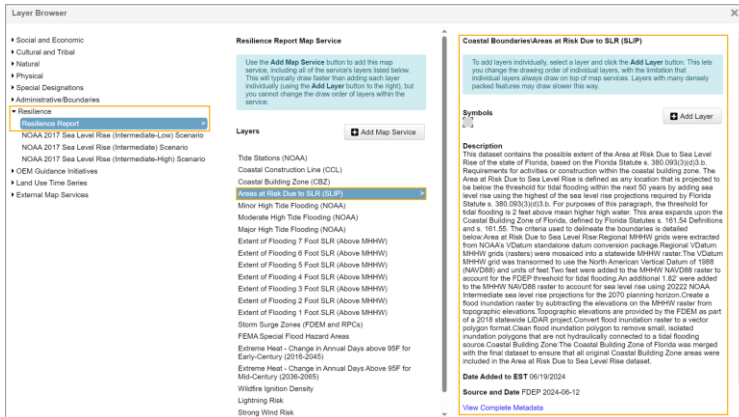 Layer Browser
Social and Economic
Cultural and Tribal
Natural
Physical
Special Designations
Administrative/Boundaries
Resilience
Resilience Report >
NOAA 2017 Sea Level Rise (Intermediate-Low) Scenario
NOAA 2017 Sea Level Rise (Intermediate) Scenario
NOAA 2017 Sea Level Rise (Intermediate-High) Scenario
OEM Guidance Initiatives
Land Use Time Series
External Map Services
Resilience Report Map Service
Use the Add Map Service button to add this map
service, including all of the service's layers listed below.
This will typically draw faster than adding each layer
individually (using the Add Layer button to the right), but
you cannot change the draw order of layers within the
service.
Layers
Add Map Service
Tide Stations (NOAA)
Coastal Construction Line (CCL)
Coastal Building Zone (CBZ)
Areas at Risk Due to SLR (SLIP) >
Minor High Tide Flooding (NOAA)
Moderate High Tide Flooding (NOAA)
Major High Tide Flooding (NOAA)
Extent of Flooding 7 Foot SLR (Above MHHW)
Extent of Flooding 6 Foot SLR (Above MHHW)
Extent of Flooding 5 Foot SLR (Above MHHW)
Extent of Flooding 4 Foot SLR (Above MHHW)
Extent of Flooding 3 Foot SLR (Above MHHW)
Extent of Flooding 2 Foot SLR (Above MHHW)
Extent of Flooding 1 Foot SLR (Above MHHW)
Storm Surge Zones (FDEM and RPCs)
FEMA Special Flood Hazard Areas
Extreme Heat - Change in Annual Days above 95F for
Early-Century (2016-2045)
Extreme Heat - Change in Annual Days Above 95F for
Mid-Century (2036-2065)
Wildfire Ignition Density
Lightning Risk
Strong Wind Risk
Coastal Boundaries\Areas at Risk Due to SLR (SLIP)
To add layers individually, select a layer and click the Add Layer button. This lets
you change the drawing order of individual layers, with the limitation that
individual layers always draw on top of map services. Layers with many densely
packed features may draw slower this way.
Symbols
Add Layer
Description
This dataset contains the possible extent of the Area at Risk Due to Sea Level
Rise of the state of Florida, based on the Florida Statute s. 380.093(3)(d)3.b.
Requirements for activities or construction within the coastal building zone. The
Area at Risk Due to Sea Level Rise is defined as any location that is projected to
be below the threshold for tidal flooding within the next 50 years by adding sea
level rise using the highest of the sea level rise projections required by Florida
Statute s. 380.093(3)(d)3.b. For purposes of this paragraph, the threshold for
tidal flooding is 2 feet above mean higher high water. This area expands upon the
Coastal Building Zone of Florida, defined by Florida Statutes s. 161.54 Definitions
and s. 161.55. The criteria used to delineate the boundaries is detailed
below:Area at Risk Due to Sea Level Rise:Regional MHHW grids were extracted
from NOAA's VDatum standalone datum conversion package.Regional VDatum
MHHW grids (rasters) were mosaiced into a statewide MHHW raster.The VDatum
MHHW grid was transormed to use the North American Vertical Datum of 1988
(NAVD88) and units of feet.Two feet were added to the MHHW NAVD88 raster to
account for the FDEP threshold for tidal flooding.An additional 1.82' were added
to the MHHW NAVD88 raster to account for sea level rise using 20222 NOAA
Intermediate sea level rise projections for the 2070 planning horizon.Create a
flood inundation raster by subtracting the elevations on the MHHW raster from
topographic elevations.Topographic elevations are provided by the FDEM as part
of a 2018 statewide LiDAR project.Convert flood inundation raster to a vector
polygon format.Clean flood inundation polygon to remove small, isolated
inundation polygons that are not hydraulically connected to a tidal flooding
source.Coastal Building Zone:The Coastal Building Zone of Florida was merged
with the final dataset to ensure that all original Coastal Building Zone areas were
included in the Area at Risk Due to Sea Level Rise dataset.
Date Added to EST 06/19/2024
Source and Date FDEP 2024-06-12
View Complete Metadata